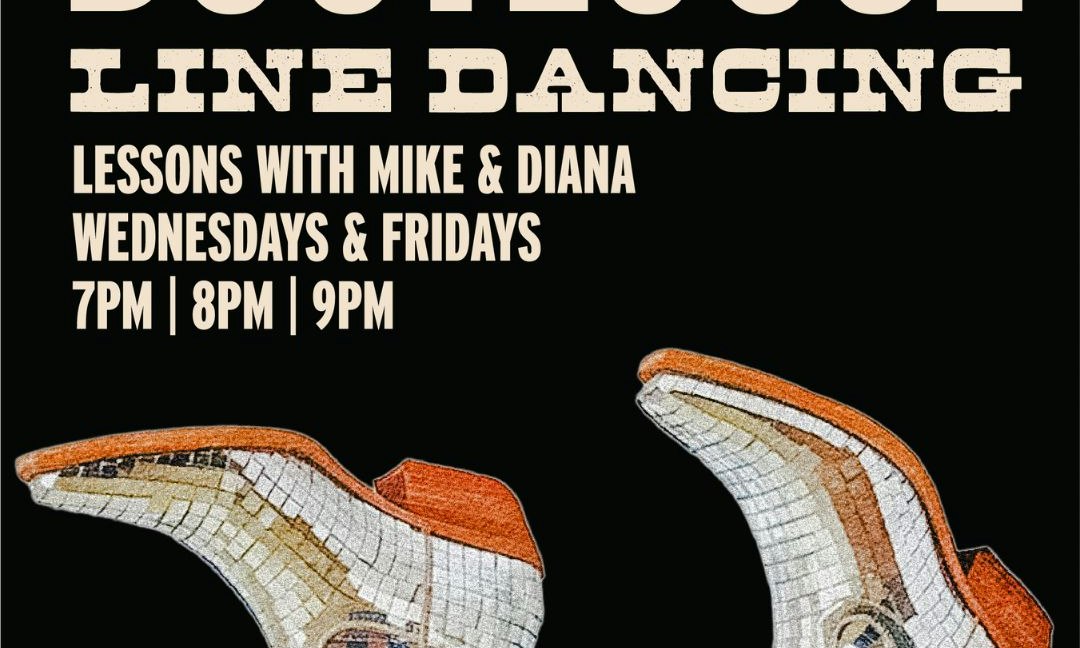 LINE DANCING
LESSONS WITH MIKE & DIANA
WEDNESDAYS & FRIDAYS
7PM | 8PM | 9PM